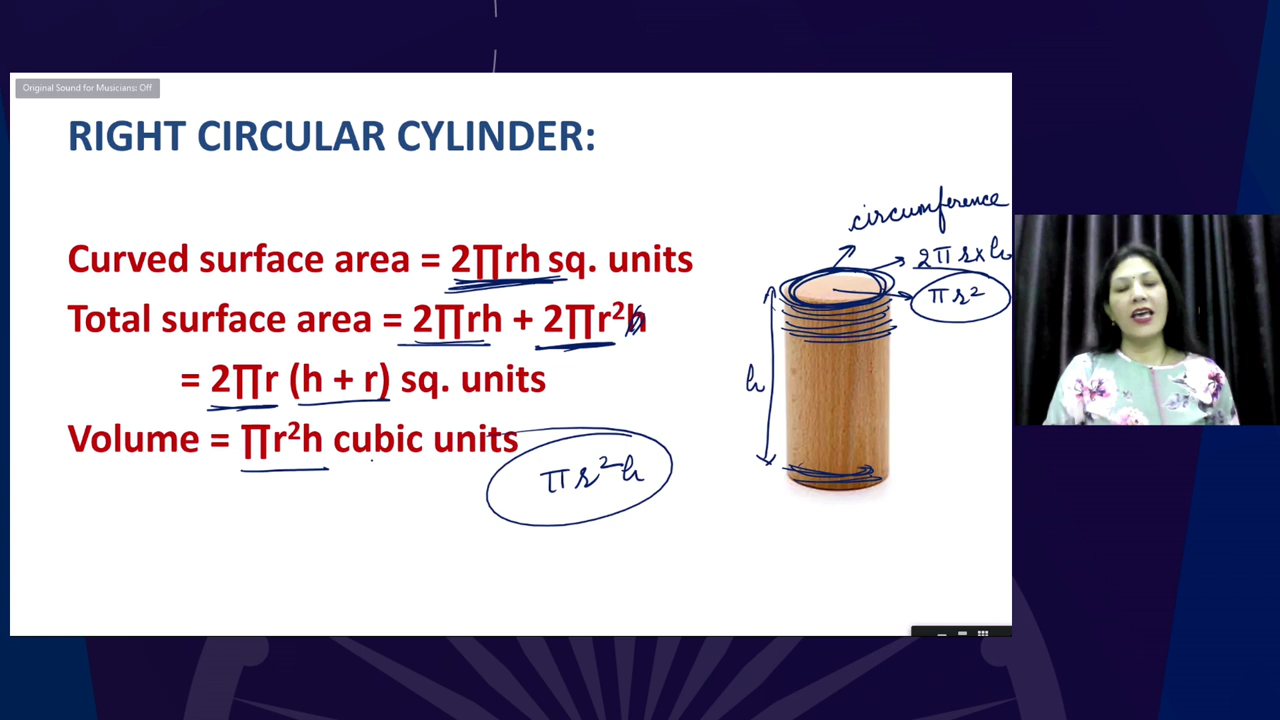 Original Sound for Musicians: Off
RIGHT CIRCULAR CYLINDER:
circumference
Curved surface area = 2∏rh sq. units
2πr×h
πr²
Total surface area = 2∏rh + 2∏r²h
h
= 2∏r (h + r) sq. units
Volume = ∏r²h cubic units
πr²h